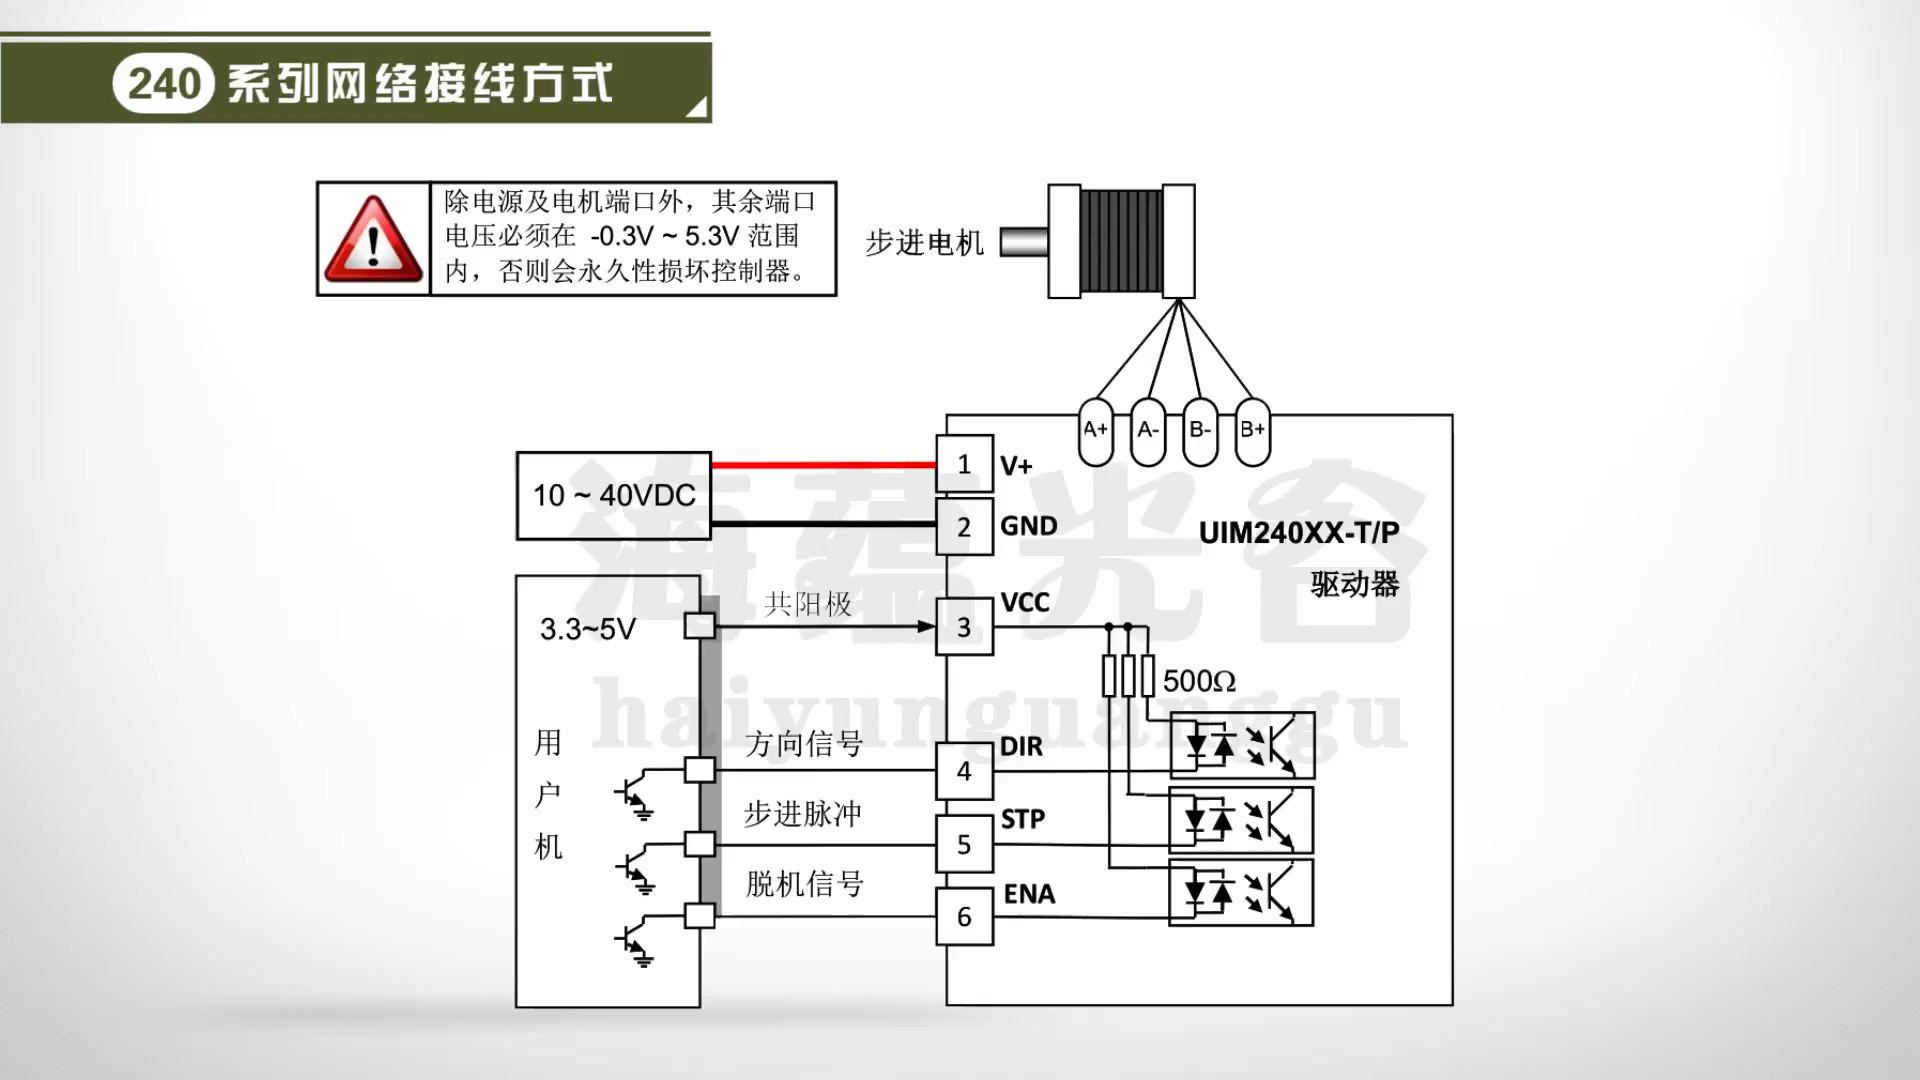 240 系列网络接线方式
除电源及电机端口外，其余端口
电压必须在 -0.3V ~ 5.3V 范围
内，否则会永久性损坏控制器。
步进电机
A+ A- B- B+
10 ~ 40VDC
1 V+
2 GND
UIM240XX-T/P
驱动器
3.3~5V
共阳极
3 VCC
500Ω
用户机
方向信号
4 DIR
步进脉冲
5 STP
脱机信号
6 ENA
海蕴光谷
haiyunguanggu